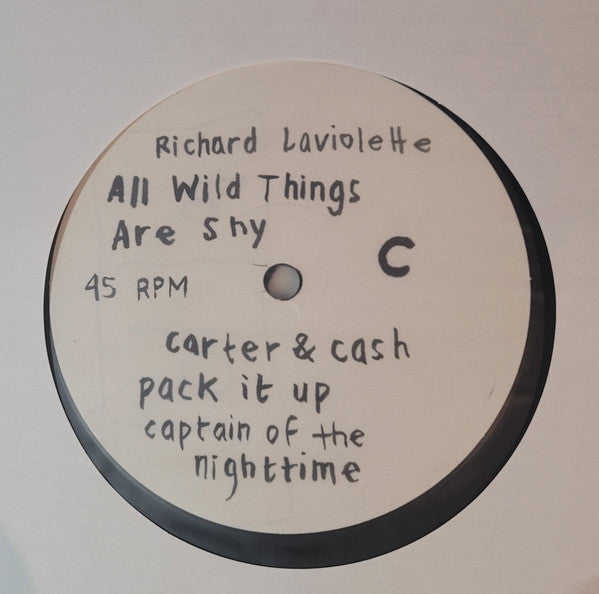 Richard Laviolette
All Wild Things
Are Shy
C
45 RPM
carter & cash
pack it up
captain of the
nighttime